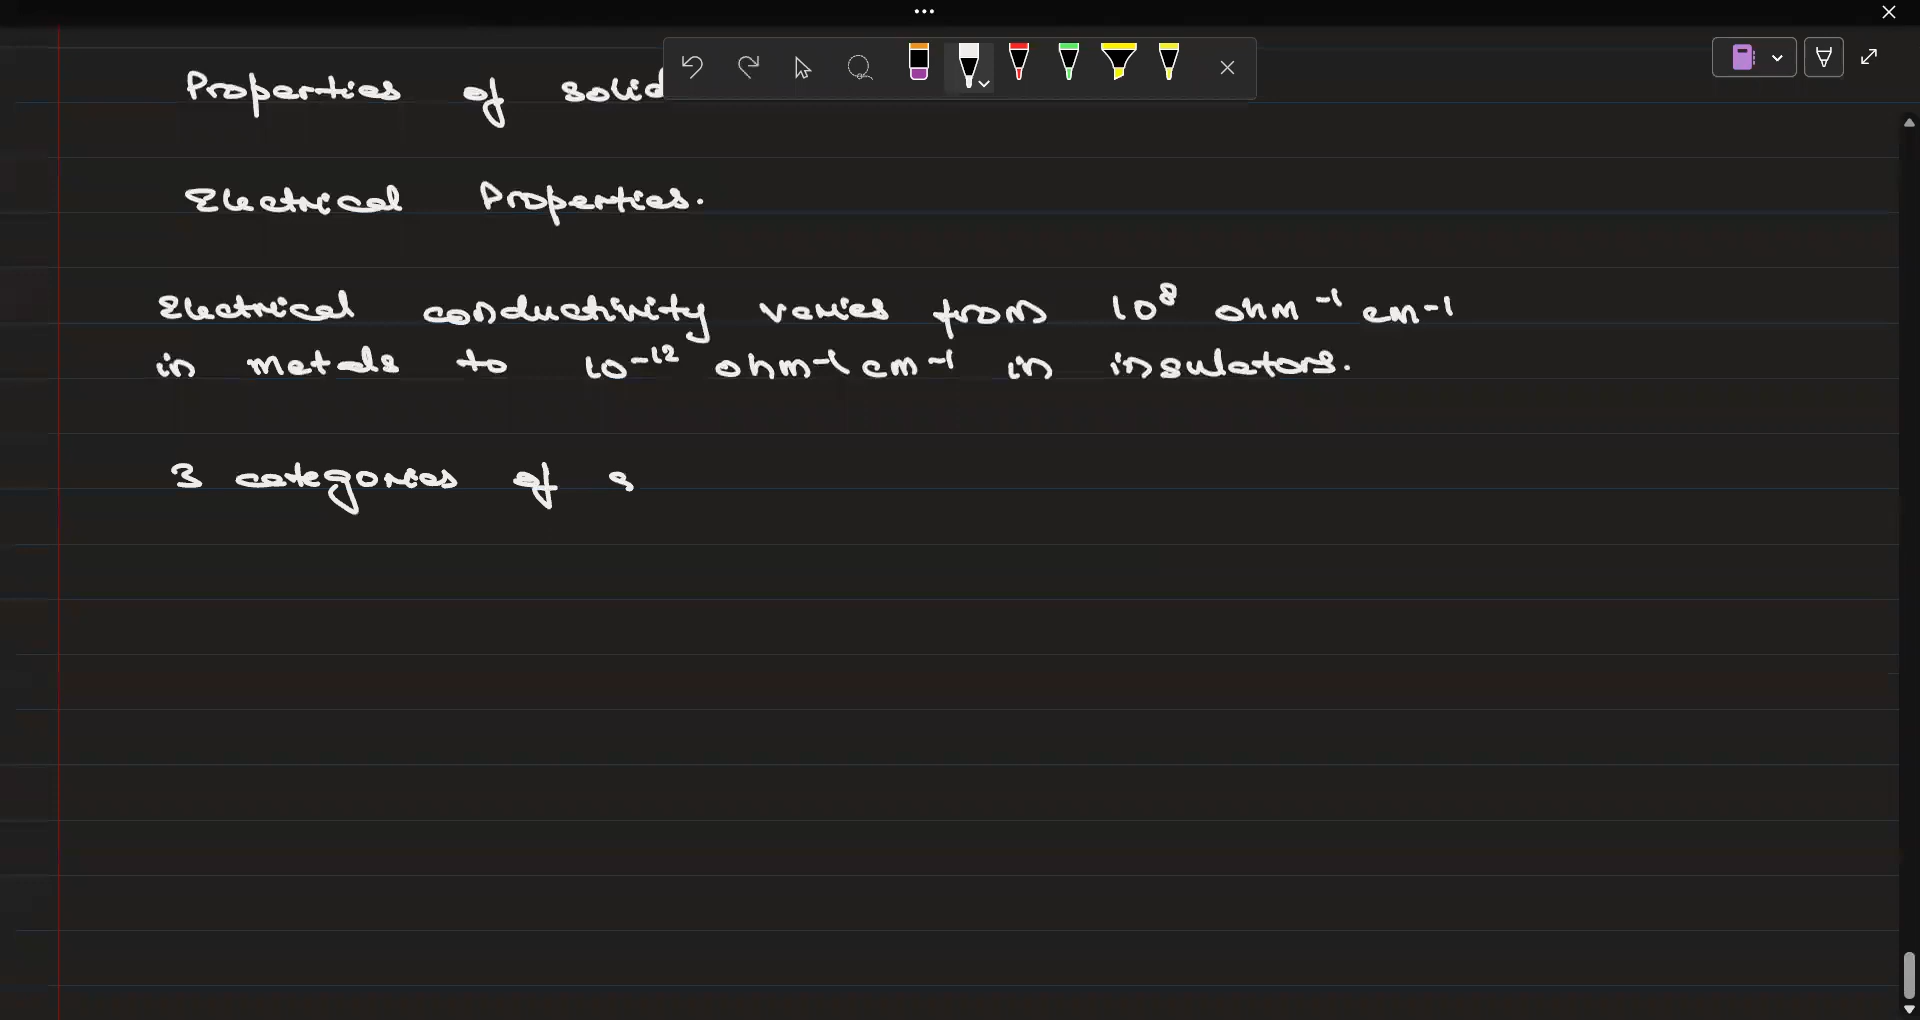 Properties of solid
Electrical Properties.
Electrical conductivity varies from 10⁸ ohm⁻¹ cm-1
in metals to 10⁻¹² ohm-1 cm-1 in insulators.
3 categories of s